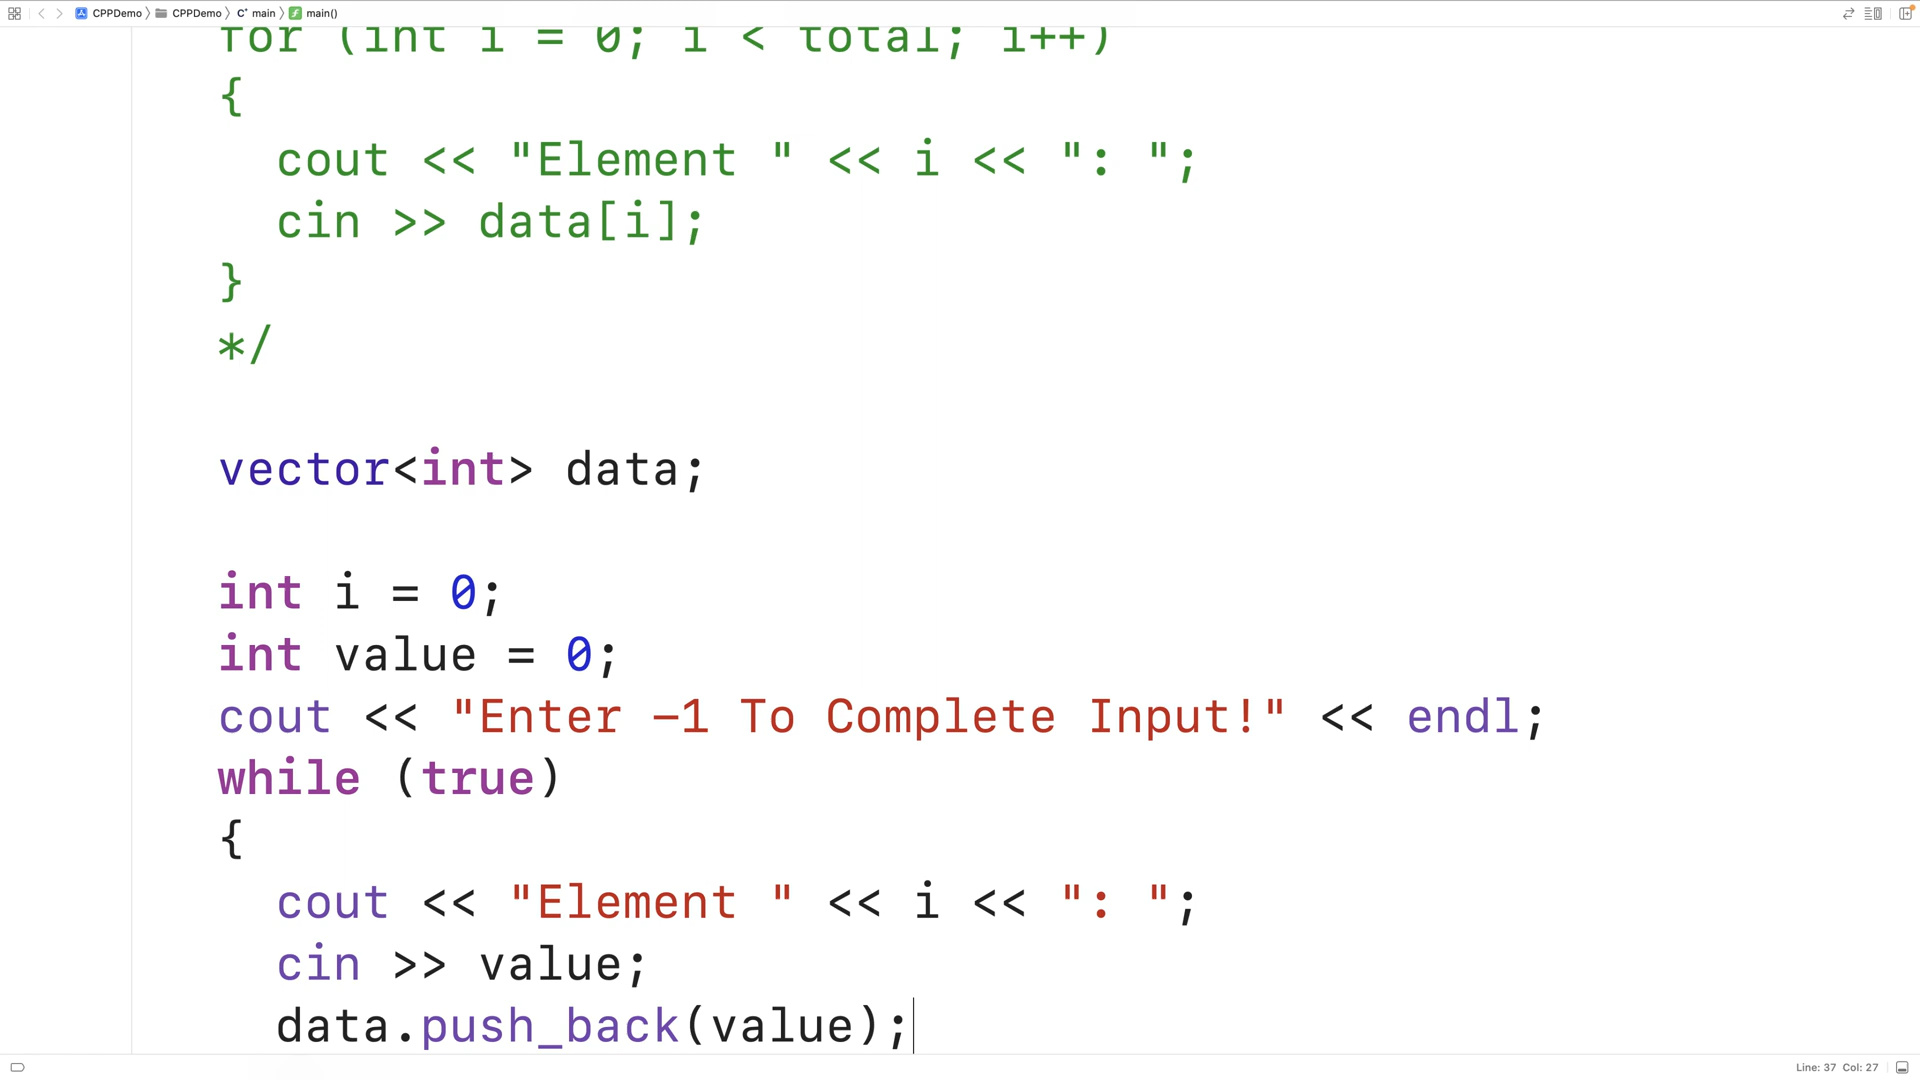 CPPDemo 〉 CPPDemo 〉 C⁺ main 〉 f main()
for (int i = 0; i < total; i++)
{
cout << "Element " << i << ": ";
cin >> data[i];
}
*/
vector<int> data;
int i = 0;
int value = 0;
cout << "Enter -1 To Complete Input!" << endl;
while (true)
{
cout << "Element " << i << ": ";
cin >> value;
data.push_back(value);
Line: 37 Col: 27